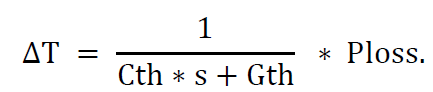 ΔT = 1 / (Cth * s + Gth) * Ploss.